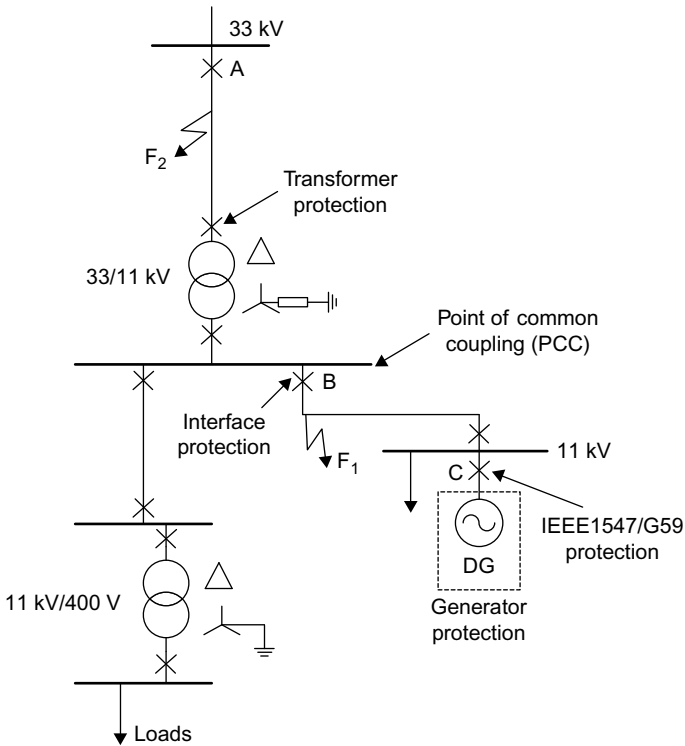 33 kV
A
F2
Transformer
protection
33/11 kV
Point of common
coupling (PCC)
B
Interface
protection
F1
11 kV
C
IEEE1547/G59
protection
DG
11 kV/400 V
Generator
protection
Loads